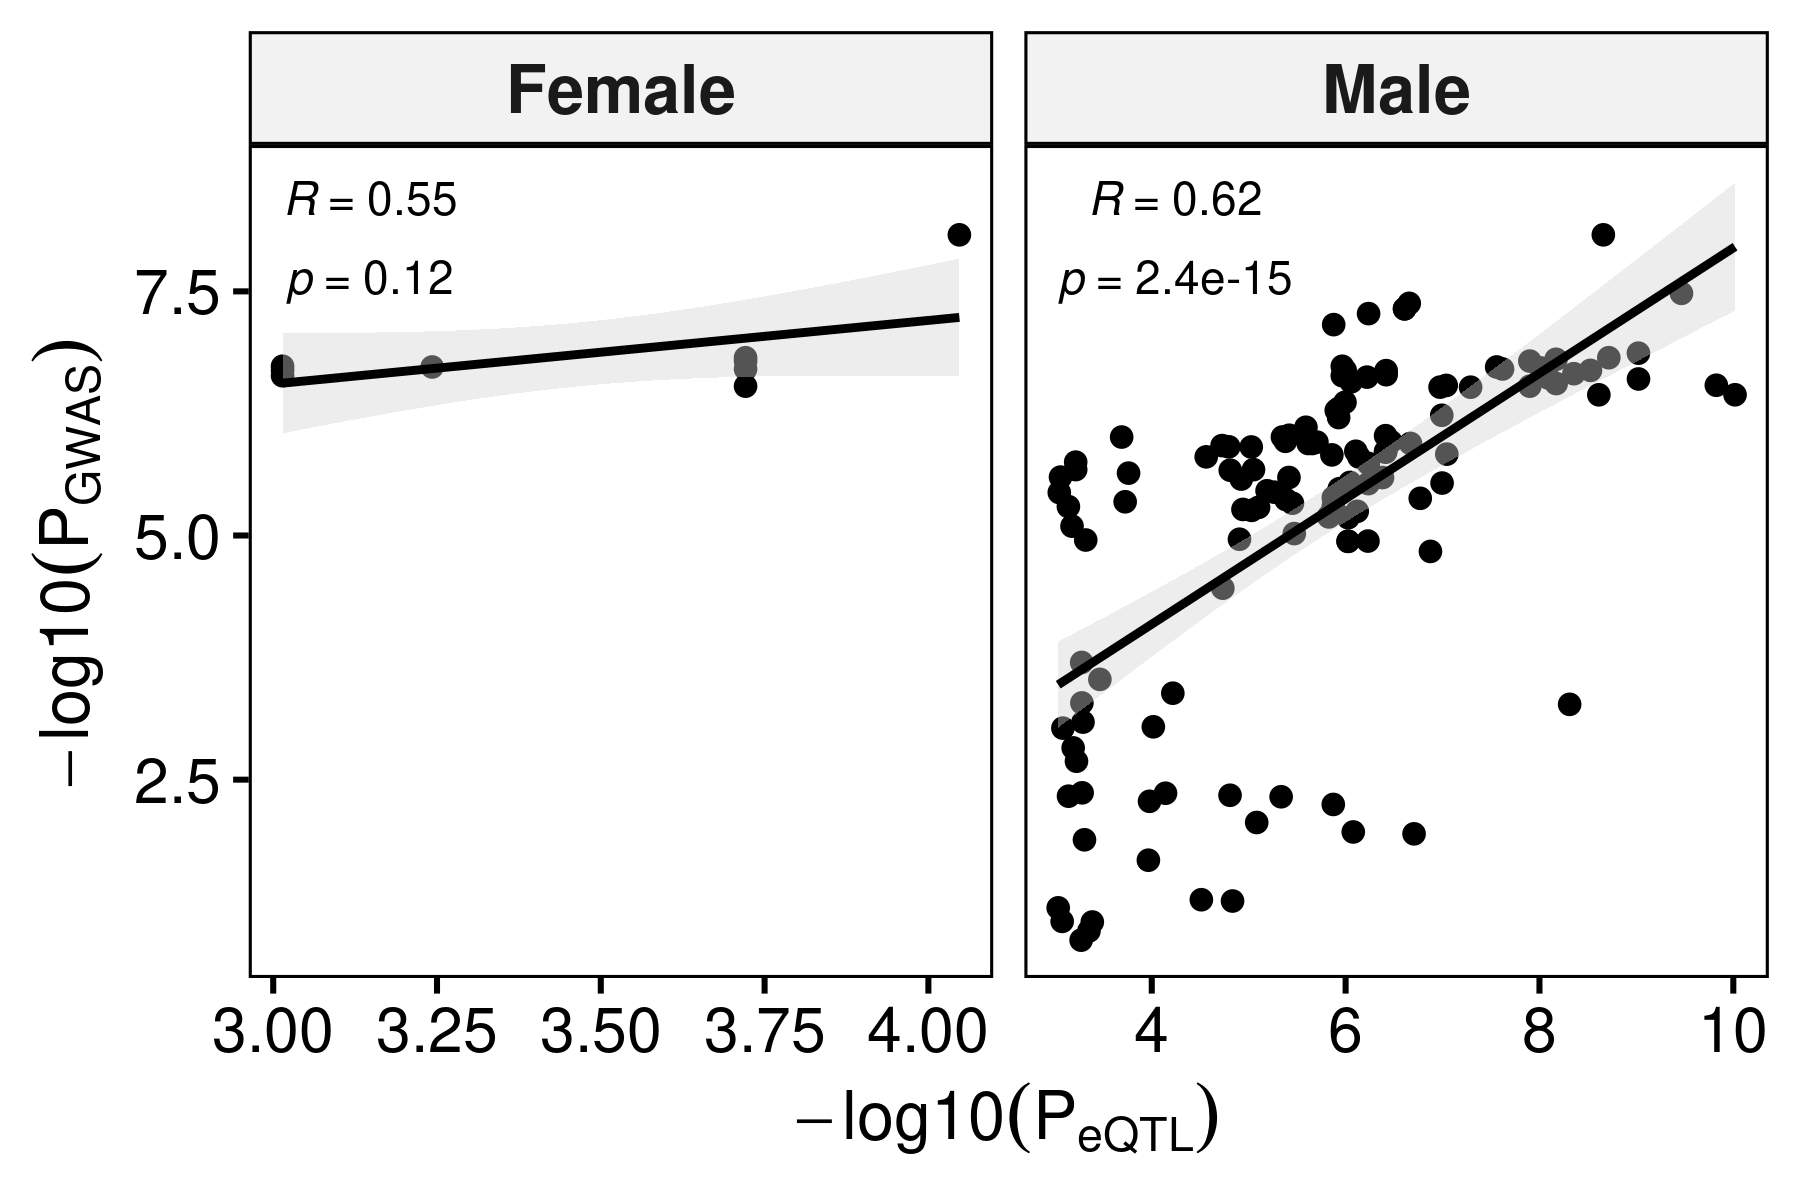 Female
Male
R = 0.55
p = 0.12
R = 0.62
p = 2.4e-15
−log10(PGWAS)
7.5
5.0
2.5
3.00 3.25 3.50 3.75 4.00
4 6 8 10
−log10(PeQTL)